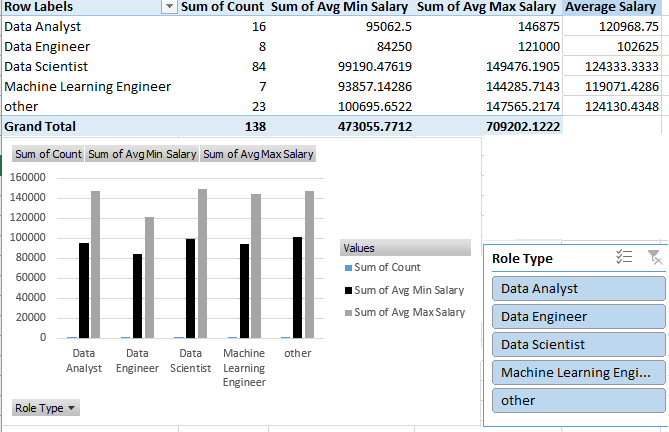 Row Labels Sum of Count Sum of Avg Min Salary Sum of Avg Max Salary Average Salary
Data Analyst 16 95062.5 146875 120968.75
Data Engineer 8 84250 121000 102625
Data Scientist 84 99190.47619 149476.1905 124333.3333
Machine Learning Engineer 7 93857.14286 144285.7143 119071.4286
other 23 100695.6522 147565.2174 124130.4348
Grand Total 138 473055.7712 709202.1222
Sum of Count Sum of Avg Min Salary Sum of Avg Max Salary
160000
140000
120000
100000
80000
60000
40000
20000
0
Data Analyst
Data Engineer
Data Scientist
Machine Learning Engineer
other
Values
Sum of Count
Sum of Avg Min Salary
Sum of Avg Max Salary
Role Type
Role Type
Data Analyst
Data Engineer
Data Scientist
Machine Learning Engi...
other